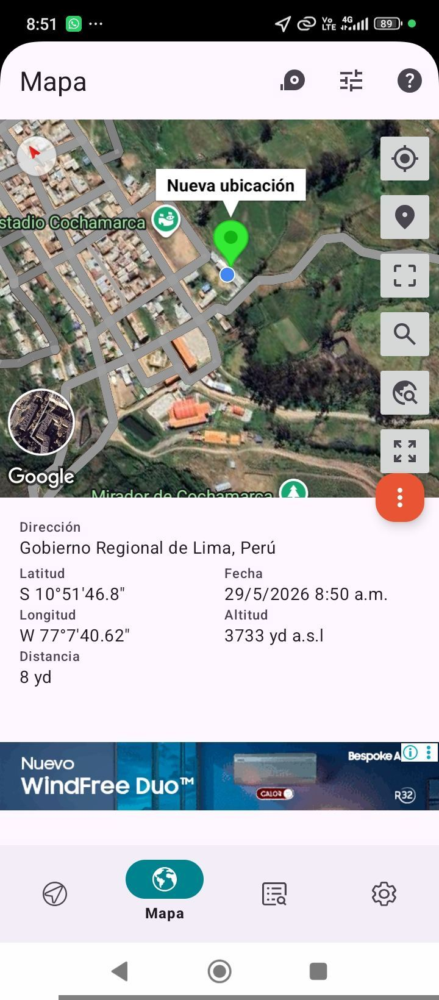 8:51
Vo
LTE
4G
89
Mapa
Nueva ubicación
stadio Cochamarca
Google
Mirador de Cochamarca
Dirección
Gobierno Regional de Lima, Perú
Latitud
S 10°51'46.8"
Fecha
29/5/2026 8:50 a.m.
Longitud
W 77°7'40.62"
Altitud
3733 yd a.s.l
Distancia
8 yd
Nuevo
WindFree Duo™
Bespoke A
CALOR
R32
Mapa